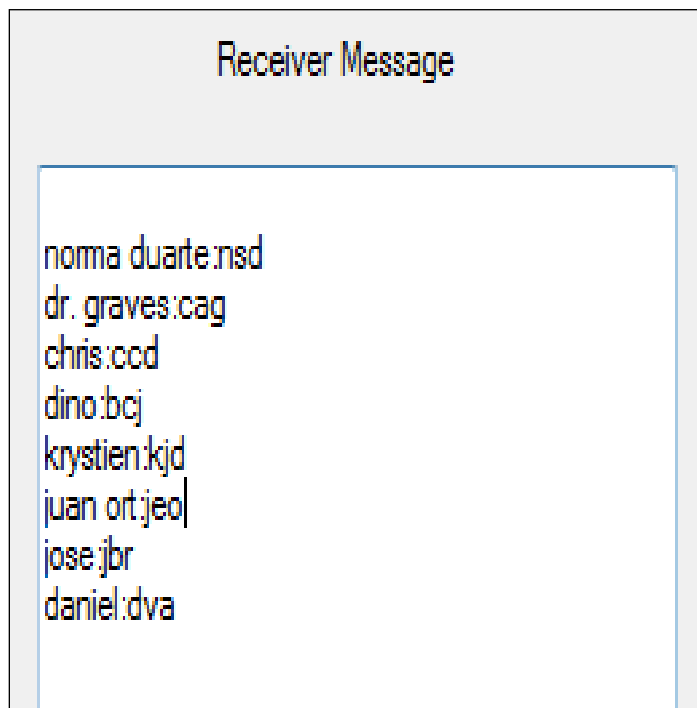 Receiver Message
norma duarte:nsd
dr. graves:cag
chris:ccd
dino:bcj
krystien:kjd
juan ort:jeo
jose:jbr
daniel:dva